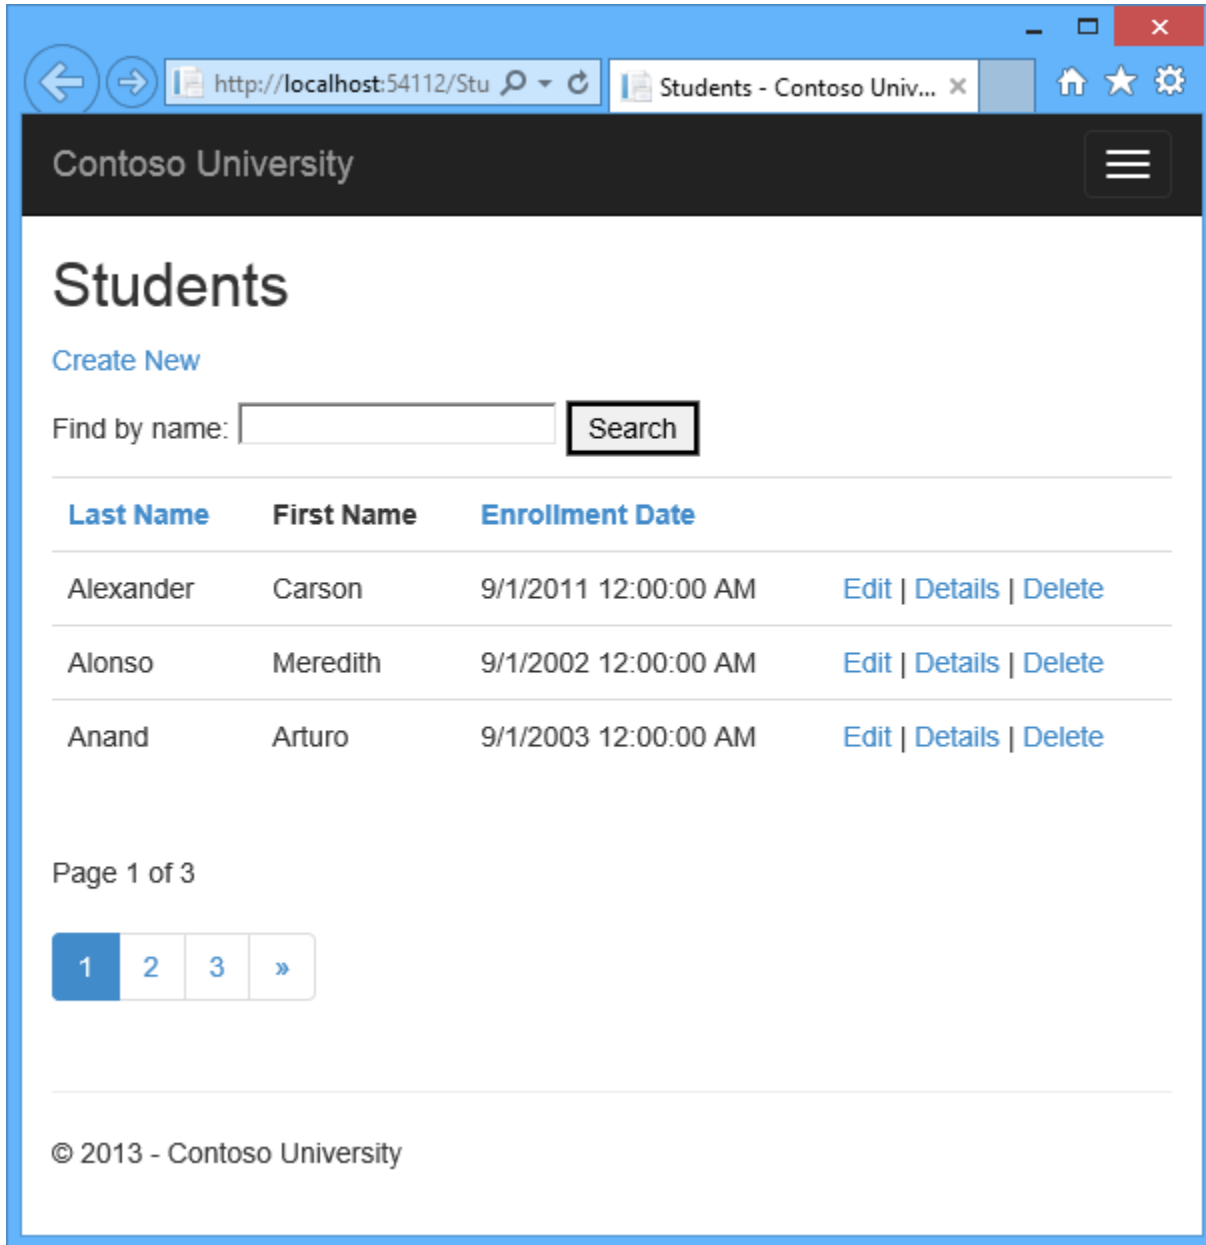 http://localhost:54112/Stu
Students - Contoso Univ...
Contoso University
Students
Create New
Find by name: Search
Last Name First Name Enrollment Date
Alexander Carson 9/1/2011 12:00:00 AM Edit | Details | Delete
Alonso Meredith 9/1/2002 12:00:00 AM Edit | Details | Delete
Anand Arturo 9/1/2003 12:00:00 AM Edit | Details | Delete
Page 1 of 3
1 2 3 »
© 2013 - Contoso University